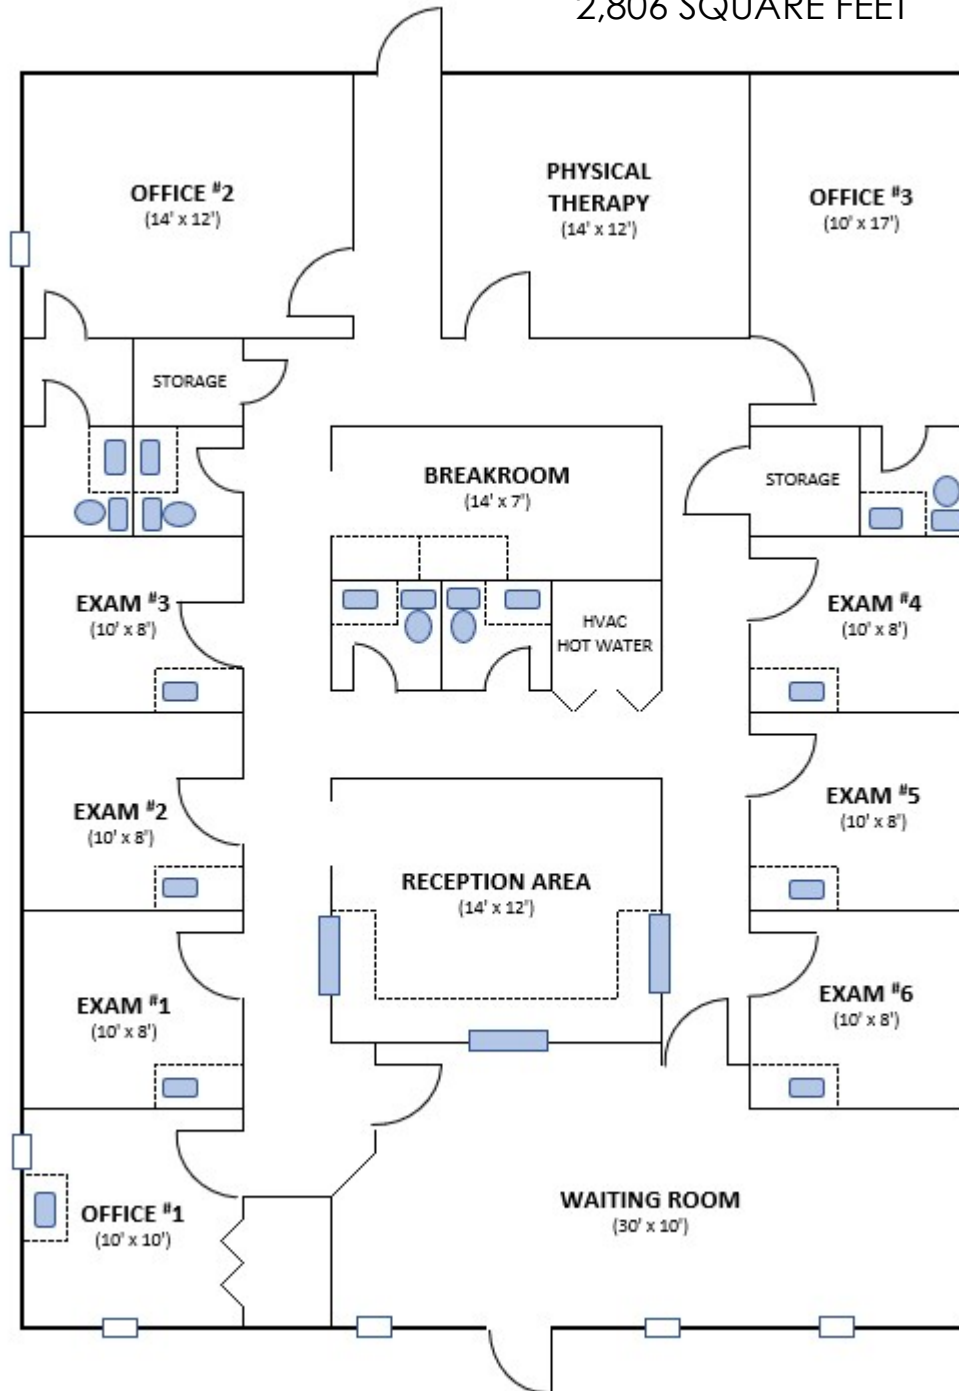 2,806 SQUARE FEET
OFFICE #2
(14' x 12')
PHYSICAL
THERAPY
(14' x 12')
OFFICE #3
(10' x 17')
STORAGE
BREAKROOM
(14' x 7')
STORAGE
EXAM #3
(10' x 8')
HVAC
HOT WATER
EXAM #4
(10' x 8')
EXAM #2
(10' x 8')
EXAM #5
(10' x 8')
RECEPTION AREA
(14' x 12')
EXAM #1
(10' x 8')
EXAM #6
(10' x 8')
OFFICE #1
(10' x 10')
WAITING ROOM
(30' x 10')